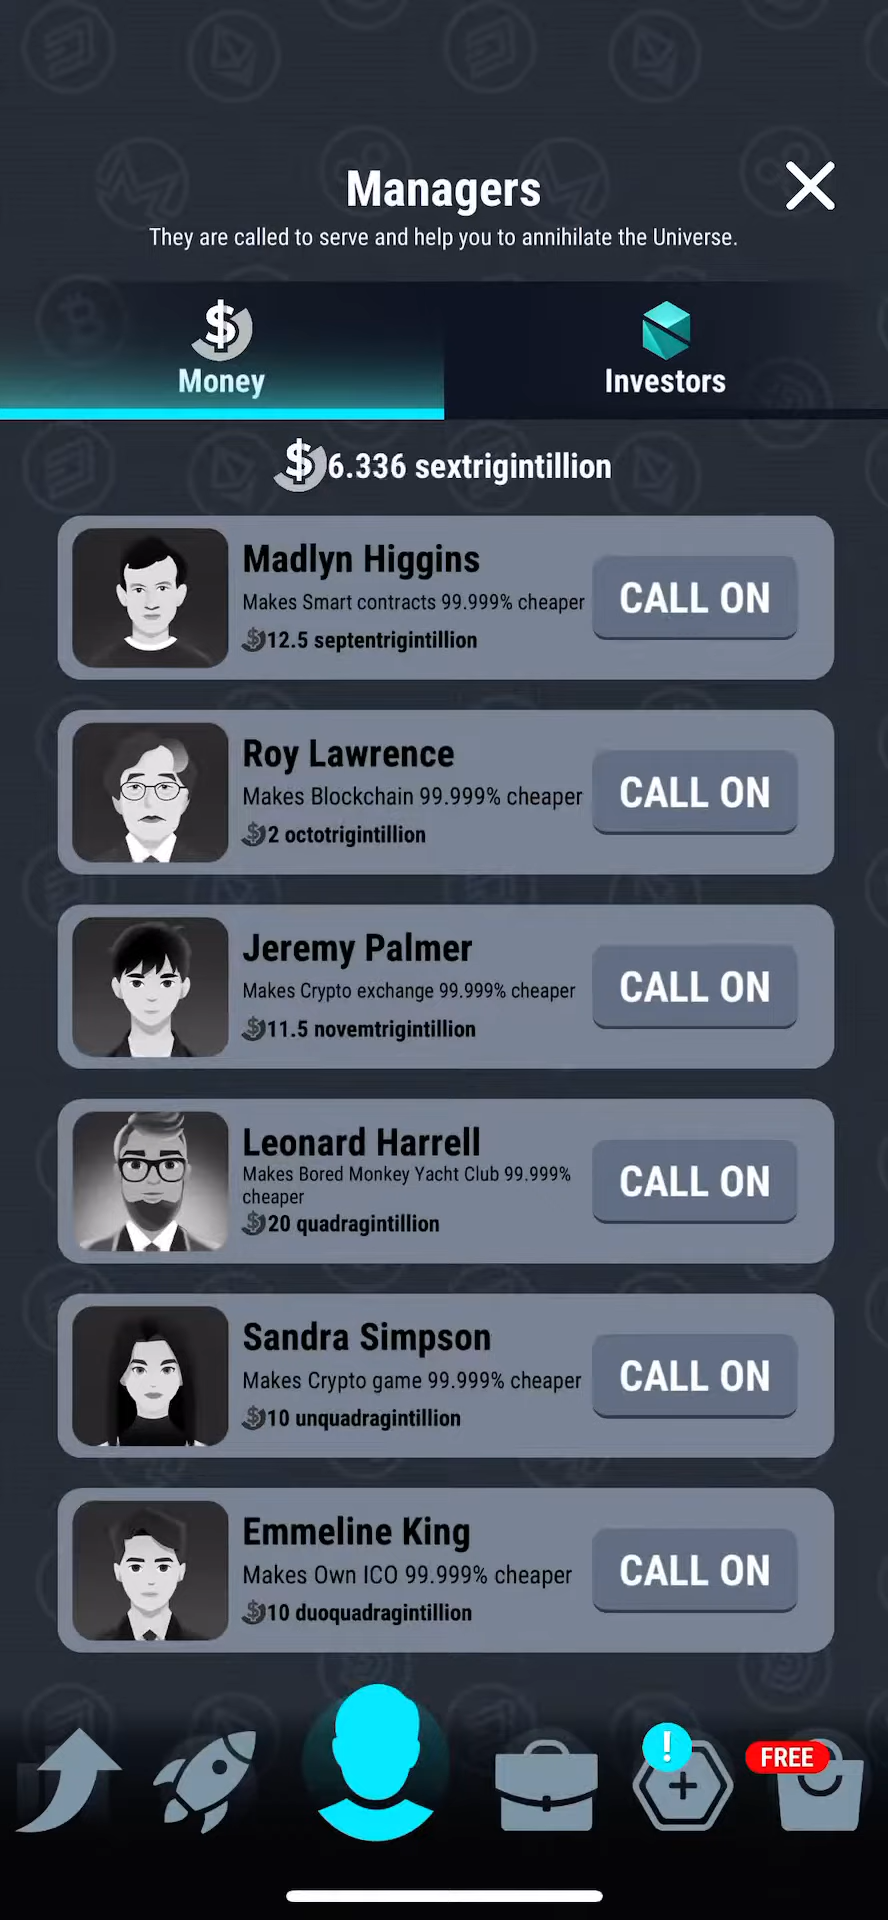 Managers
They are called to serve and help you to annihilate the Universe.
Money
Investors
$6.336 sextrigintillion
Madlyn Higgins
Makes Smart contracts 99.999% cheaper
$12.5 septentrigintillion
CALL ON
Roy Lawrence
Makes Blockchain 99.999% cheaper
$2 octotrigintillion
CALL ON
Jeremy Palmer
Makes Crypto exchange 99.999% cheaper
$11.5 novemtrigintillion
CALL ON
Leonard Harrell
Makes Bored Monkey Yacht Club 99.999%
cheaper
$20 quadragintillion
CALL ON
Sandra Simpson
Makes Crypto game 99.999% cheaper
$10 unquadragintillion
CALL ON
Emmeline King
Makes Own ICO 99.999% cheaper
$10 duoquadragintillion
CALL ON
!
FREE